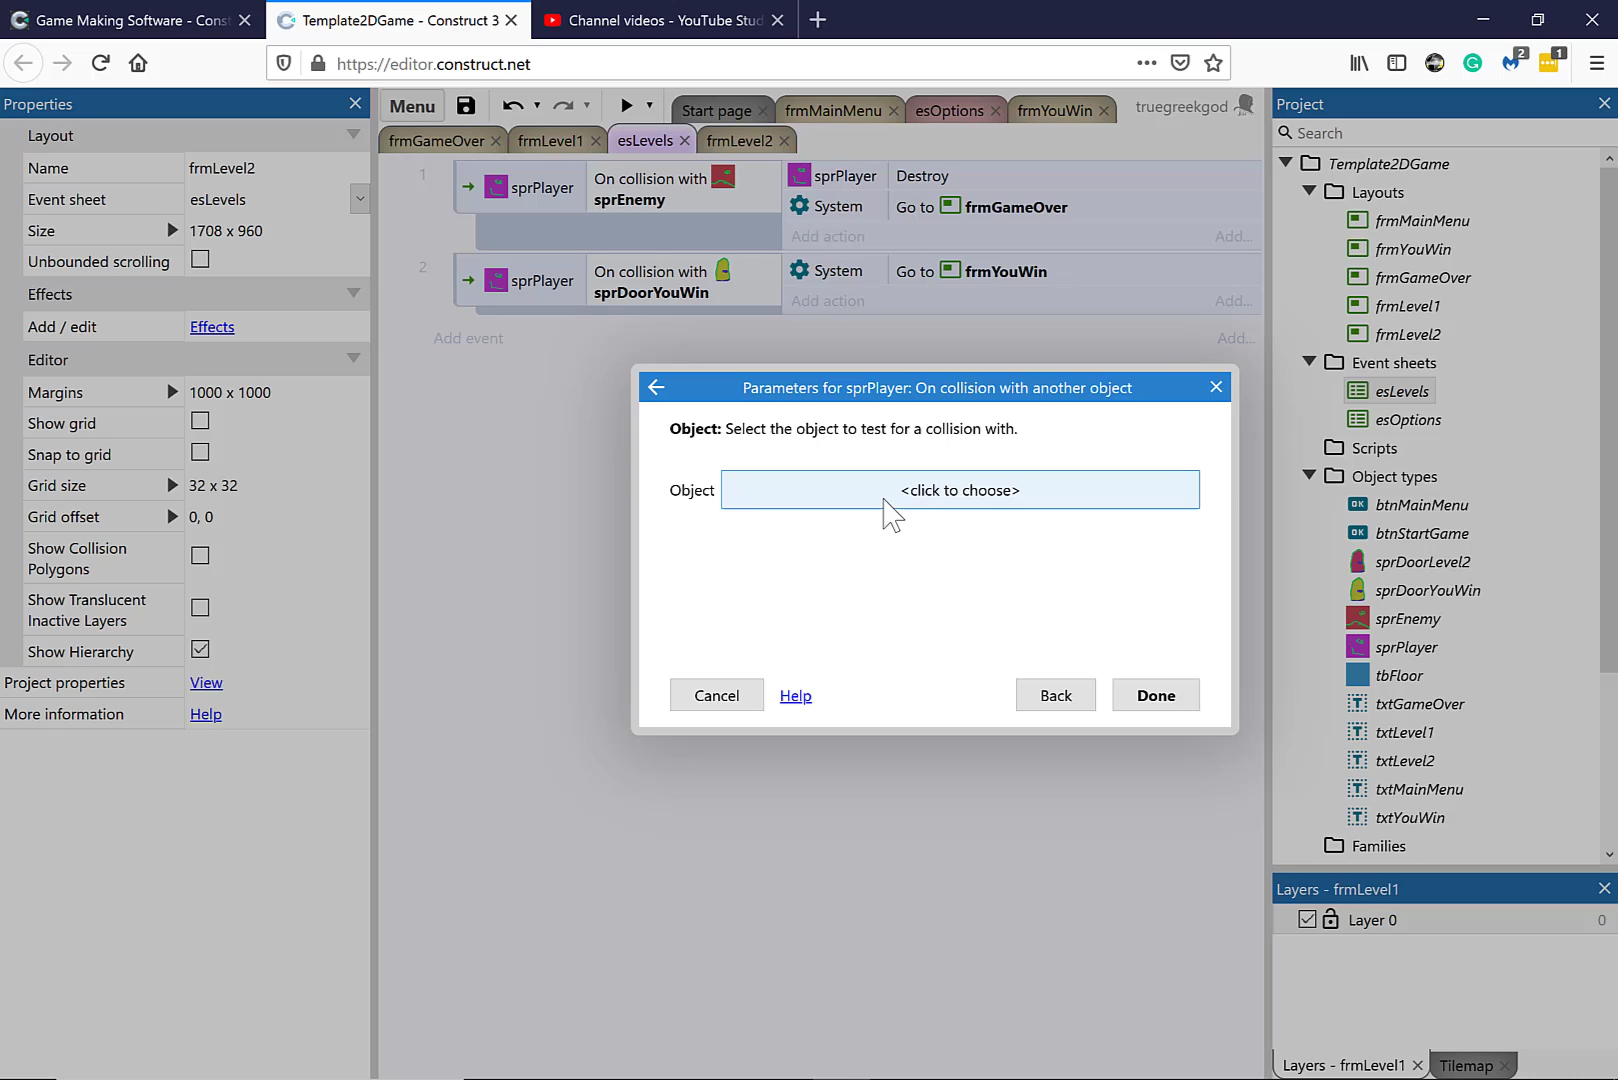 Game Making Software - Const
Template2DGame - Construct 3
Channel videos - YouTube Stud
https://editor.construct.net
2
1
Properties
Menu
Start page
frmMainMenu
esOptions
frmYouWin
truegreekgod
Project
Layout
frmGameOver
frmLevel1
esLevels
frmLevel2
Search
Name
frmLevel2
Event sheet
esLevels
Size
1708 x 960
Unbounded scrolling
Effects
Add / edit
Effects
Editor
Margins
1000 x 1000
Show grid
Snap to grid
Grid size
32 x 32
Grid offset
0, 0
Show Collision
Polygons
Show Translucent
Inactive Layers
Show Hierarchy
Project properties
View
More information
Help
1
sprPlayer
On collision with
sprEnemy
sprPlayer
Destroy
System
Go to frmGameOver
Add action
Add...
2
sprPlayer
On collision with
sprDoorYouWin
System
Go to frmYouWin
Add action
Add...
Add event
Add...
Parameters for sprPlayer: On collision with another object
Object: Select the object to test for a collision with.
Object
<click to choose>
Cancel
Help
Back
Done
Template2DGame
Layouts
frmMainMenu
frmYouWin
frmGameOver
frmLevel1
frmLevel2
Event sheets
esLevels
esOptions
Scripts
Object types
OK
btnMainMenu
OK
btnStartGame
sprDoorLevel2
sprDoorYouWin
sprEnemy
sprPlayer
tbFloor
txtGameOver
txtLevel1
txtLevel2
txtMainMenu
txtYouWin
Families
Layers - frmLevel1
Layer 0
0
Layers - frmLevel1
Tilemap